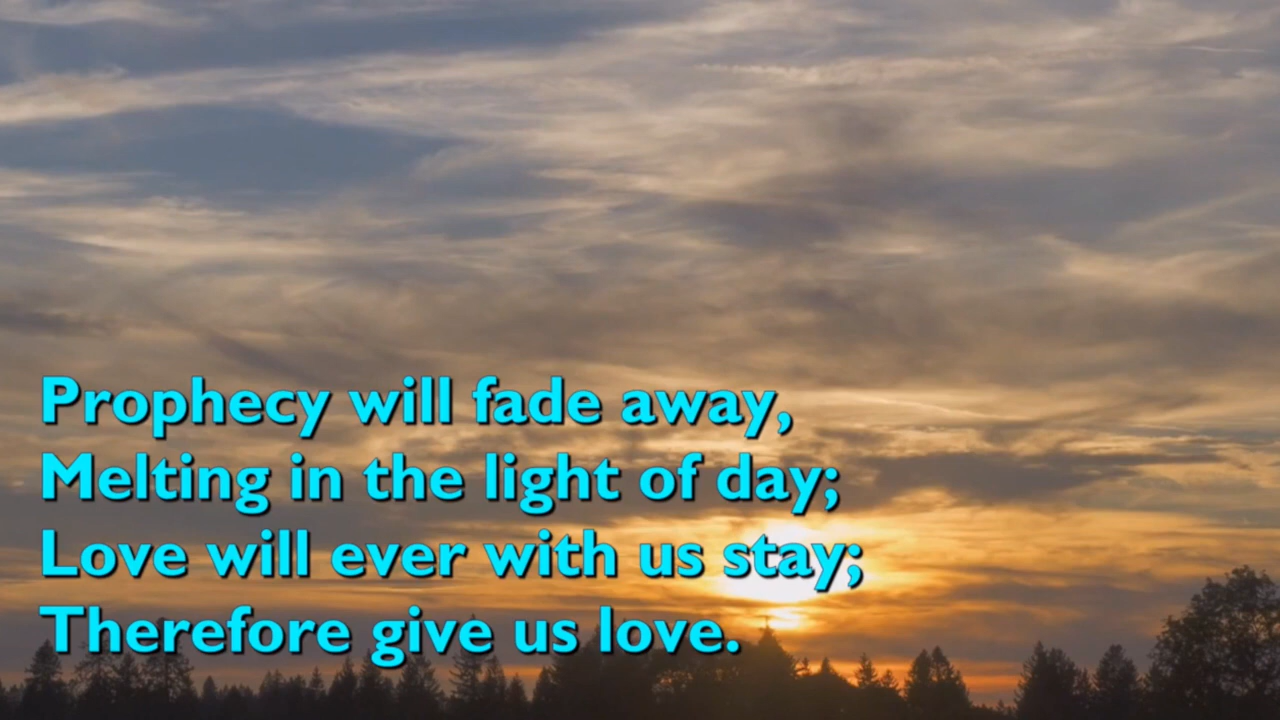 Prophecy will fade away,
Melting in the light of day;
Love will ever with us stay;
Therefore give us love.